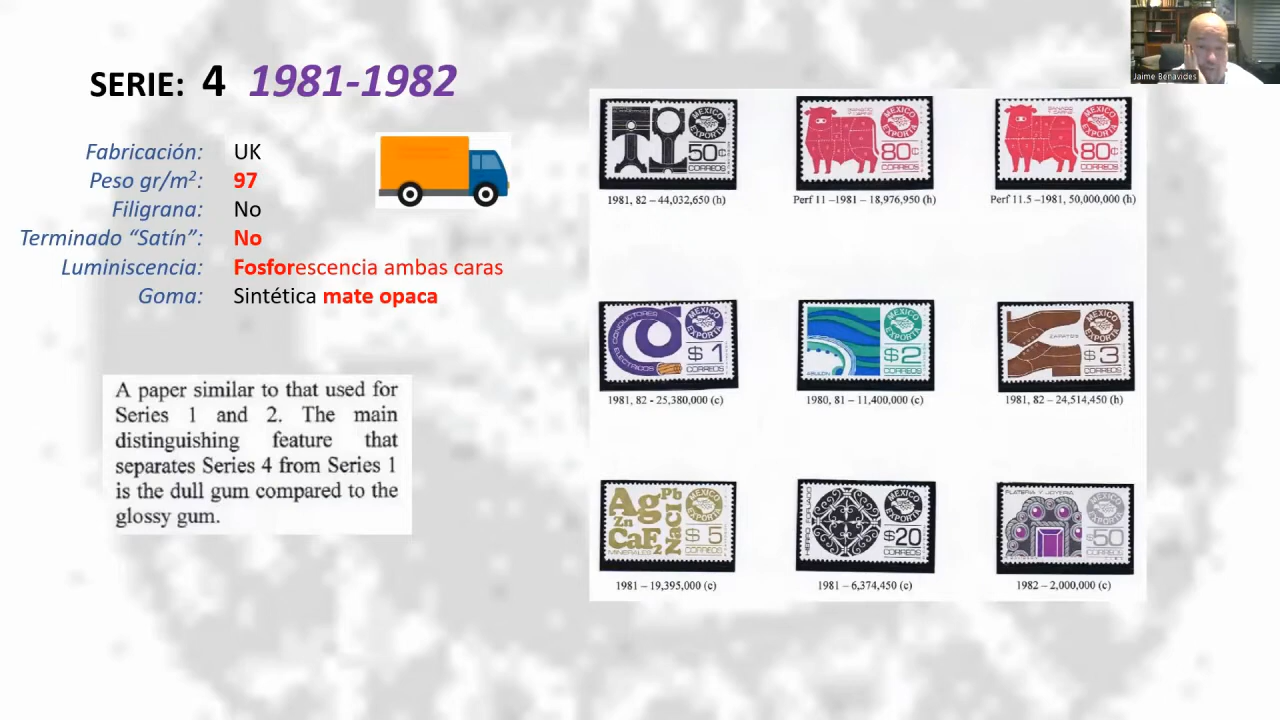 SERIE: 4 1981-1982
Fabricación: UK
Peso gr/m²: 97
Filigrana: No
Terminado “Satín”: No
Luminiscencia: Fosforescencia ambas caras
Goma: Sintética mate opaca
A paper similar to that used for
Series 1 and 2. The main
distinguishing feature that
separates Series 4 from Series 1
is the dull gum compared to the
glossy gum.
Jaime Benavides
MEXICO
EXPORTA
50¢
CORREOS
1981, 82 – 44,032,650 (h)
MEXICO
EXPORTA
80¢
CORREOS
Perf 11 –1981 – 18,976,950 (h)
MEXICO
EXPORTA
80¢
CORREOS
Perf 11.5 –1981, 50,000,000 (h)
CONDUCTORES
ELECTRICOS
MEXICO
EXPORTA
$1
CORREOS
1981, 82 - 25,380,000 (c)
MEXICO
EXPORTA
$2
CORREOS
1980, 81 – 11,400,000 (c)
MEXICO
EXPORTA
ZAPATOS
$3
CORREOS
1981, 82 – 24,514,450 (h)
Ag Pb
Zn
CaF2
NaCl
MINERALES
MEXICO
EXPORTA
$5
CORREOS
1981 – 19,395,000 (c)
HIERRO FORJADO
MEXICO
EXPORTA
$20
CORREOS
1981 – 6,374,450 (c)
PLATERIA Y JOYERIA
MEXICO
EXPORTA
$50
CORREOS
1982 – 2,000,000 (c)